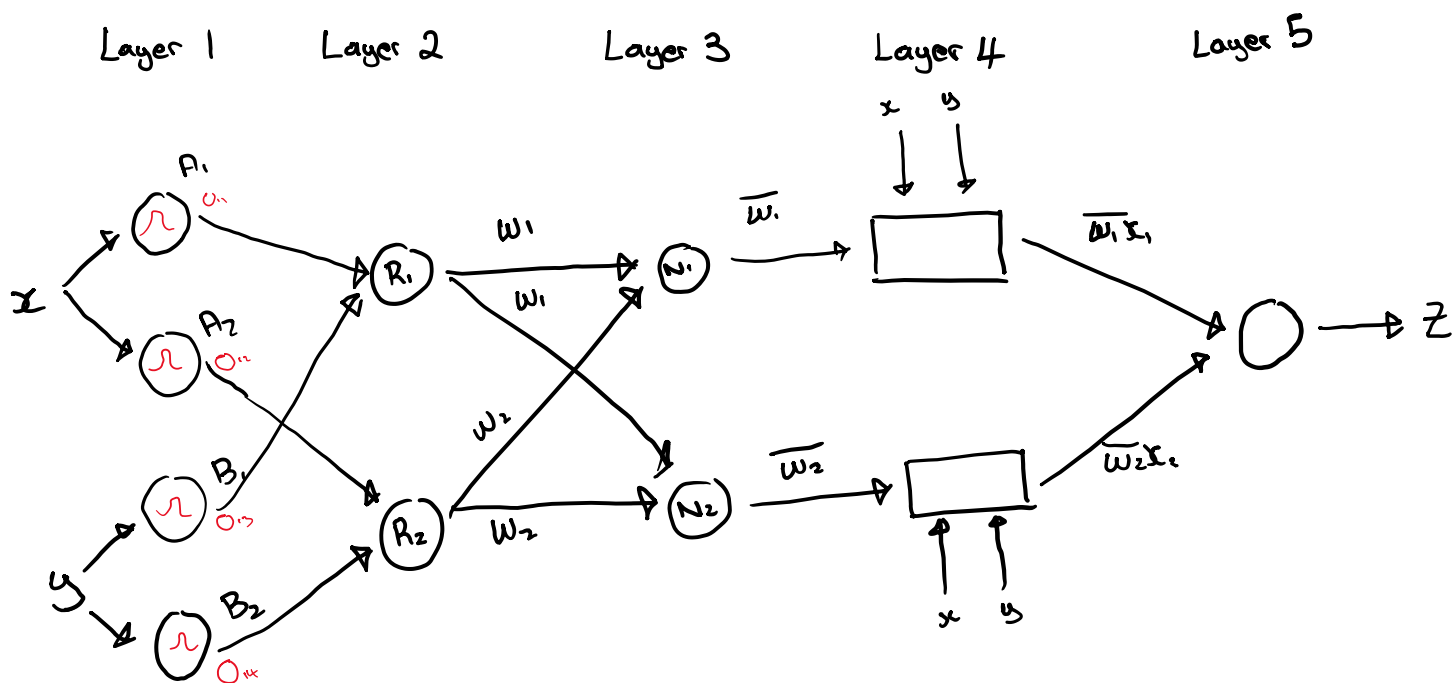 Layer 1 Layer 2 Layer 3 Layer 4 Layer 5
x y
A₁
O₁₁
W₁ W̅₁ W̅₁x₁
R₁ N₁
W₁
x
A₂
O₁₂
Z
W₂
B₁ W̅₂ W̅₂x₂
O₁₃
R₂ W₂ N₂
y
B₂
x y
O₁₄